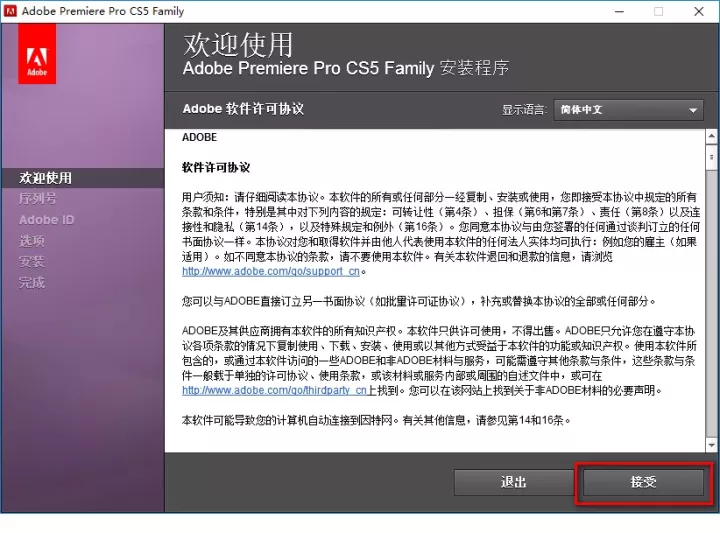 Adobe Premiere Pro CS5 Family
Adobe
欢迎使用
Adobe Premiere Pro CS5 Family 安装程序
Adobe 软件许可协议
显示语言:
简体中文
欢迎使用
序列号
Adobe ID
选项
安装
完成
ADOBE
软件许可协议
用户须知：请仔细阅读本协议。本软件的所有或任何部分一经复制、安装或使用，您即接受本协议中规定的所有
条款和条件，特别是其中对下列内容的规定：可转让性（第4条）、担保（第6和第7条）、责任（第8条）以及连
接性和隐私（第14条），以及特殊规定和例外（第16条）。您同意本协议与由您签署的任何通过谈判订立的任何
书面协议一样。本协议对您和取得软件并由他人代表使用本软件的任何法人实体均可执行：例如您的雇主（如果
适用）。如不同意本协议的条款，请不要使用本软件。有关本软件退回和退款的信息，请浏览
http://www.adobe.com/go/support_cn。
您可以与ADOBE直接订立另一书面协议（如批量许可证协议），补充或替换本协议的全部或任何部分。
ADOBE及其供应商拥有本软件的所有知识产权。本软件只供许可使用，不得出售。ADOBE只允许您在遵守本协
议各项条款的情况下复制使用、下载、安装、使用或以其他方式受益于本软件的功能或知识产权。使用本软件所
包含的，或通过本软件访问的一些ADOBE和非ADOBE材料与服务，可能需遵守其他条款与条件，这些条款与条
件一般载于单独的许可协议、使用条款，或该材料或服务内部或周围的自述文件中，或可在
http://www.adobe.com/go/thirdparty_cn上找到。您可以在该网站上找到关于非ADOBE材料的必要声明。
本软件可能导致您的计算机自动连接到因特网。有关其他信息，请参见第14和16条。
退出
接受